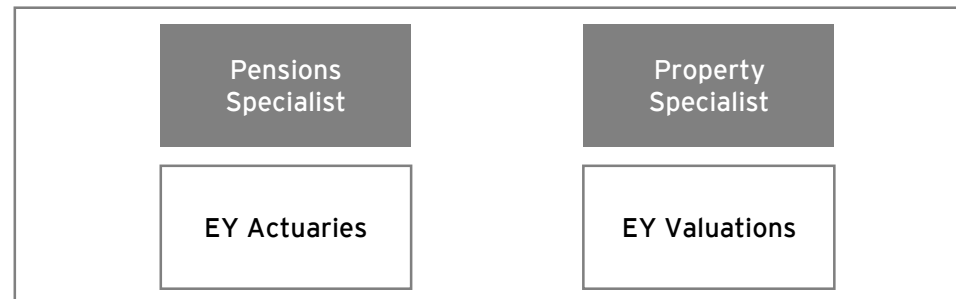 Pensions
Specialist
Property
Specialist
EY Actuaries
EY Valuations